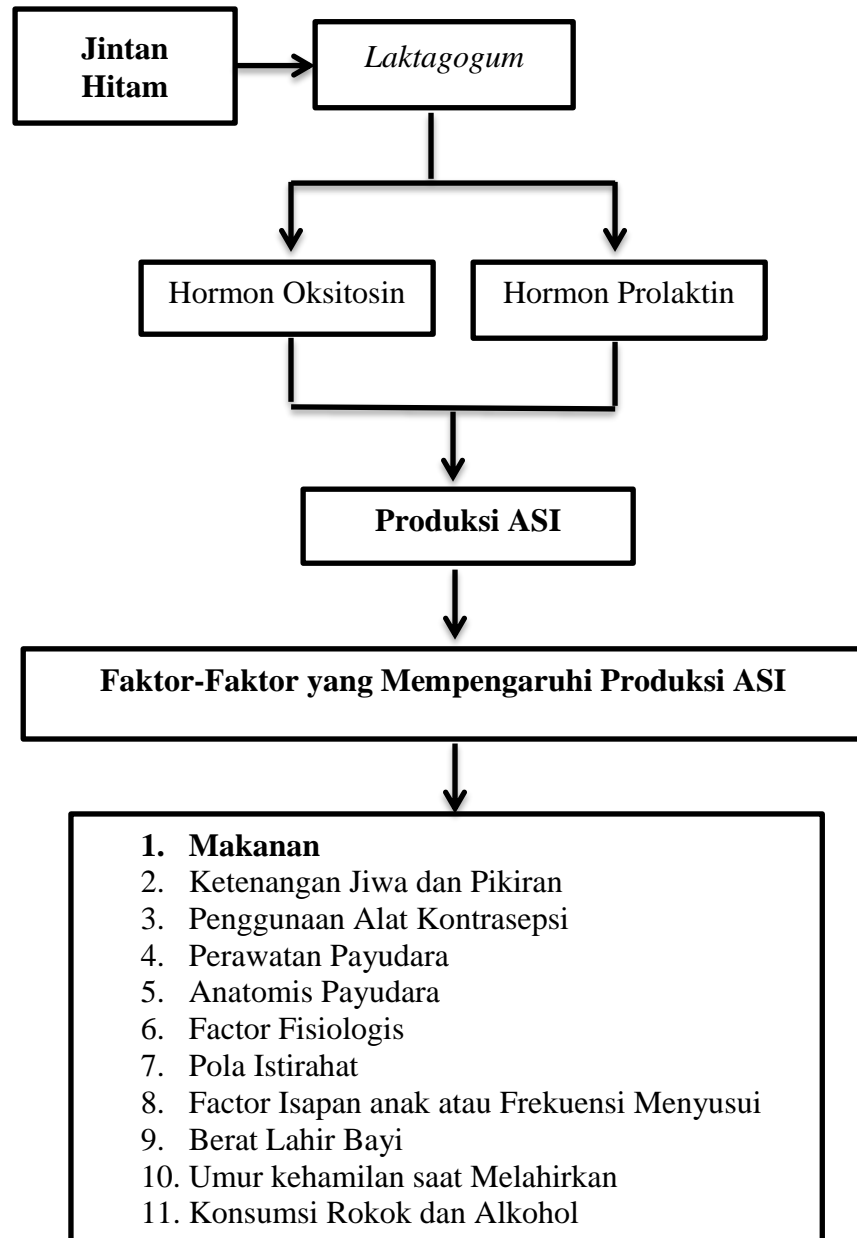 Jintan
Hitam
Laktagogum
Hormon Oksitosin
Hormon Prolaktin
Produksi ASI
Faktor-Faktor yang Mempengaruhi Produksi ASI
1. Makanan
2. Ketenangan Jiwa dan Pikiran
3. Penggunaan Alat Kontrasepsi
4. Perawatan Payudara
5. Anatomis Payudara
6. Factor Fisiologis
7. Pola Istirahat
8. Factor Isapan anak atau Frekuensi Menyusui
9. Berat Lahir Bayi
10. Umur kehamilan saat Melahirkan
11. Konsumsi Rokok dan Alkohol